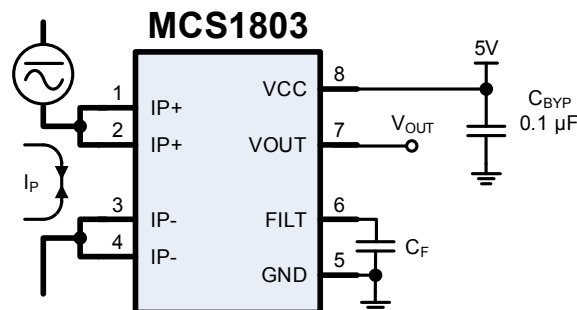 MCS1803
1 IP+
2 IP+
3 IP-
4 IP-
I_P
VCC 8
VOUT 7
FILT 6
GND 5
5V
C_BYP
0.1 µF
V_OUT
C_F